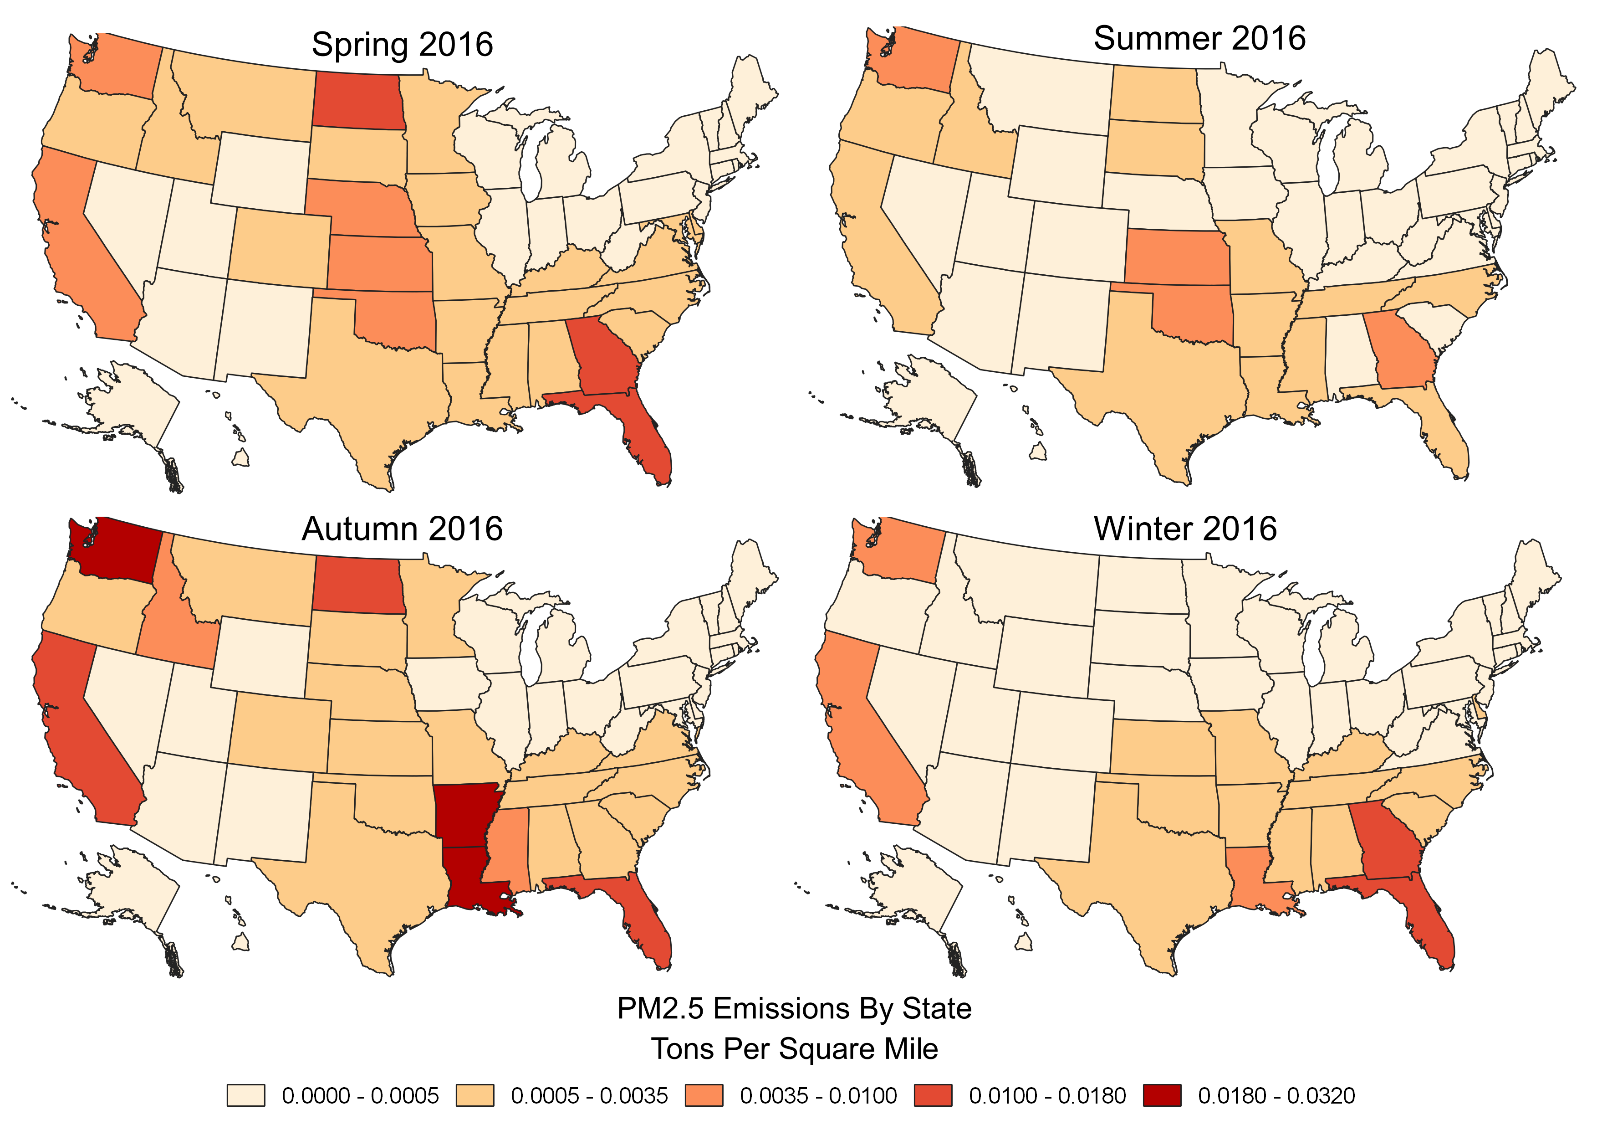 Spring 2016
Summer 2016
Autumn 2016
Winter 2016
PM2.5 Emissions By State
Tons Per Square Mile
0.0000 - 0.0005
0.0005 - 0.0035
0.0035 - 0.0100
0.0100 - 0.0180
0.0180 - 0.0320